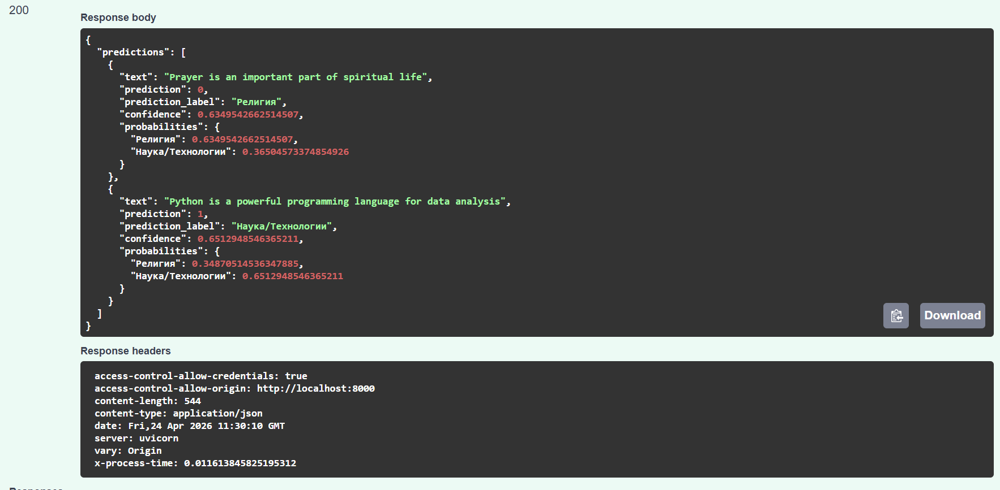 200
Response body
{
  "predictions": [
    {
      "text": "Prayer is an important part of spiritual life",
      "prediction": 0,
      "prediction_label": "Религия",
      "confidence": 0.6349542662514507,
      "probabilities": {
        "Религия": 0.6349542662514507,
        "Наука/Технологии": 0.36504573374854926
      }
    },
    {
      "text": "Python is a powerful programming language for data analysis",
      "prediction": 1,
      "prediction_label": "Наука/Технологии",
      "confidence": 0.6512948546365211,
      "probabilities": {
        "Религия": 0.34870514536347885,
        "Наука/Технологии": 0.6512948546365211
      }
    }
  ]
}
Download
Response headers
access-control-allow-credentials: true
access-control-allow-origin: http://localhost:8000
content-length: 544
content-type: application/json
date: Fri,24 Apr 2026 11:30:10 GMT
server: uvicorn
vary: Origin
x-process-time: 0.011613845825195312